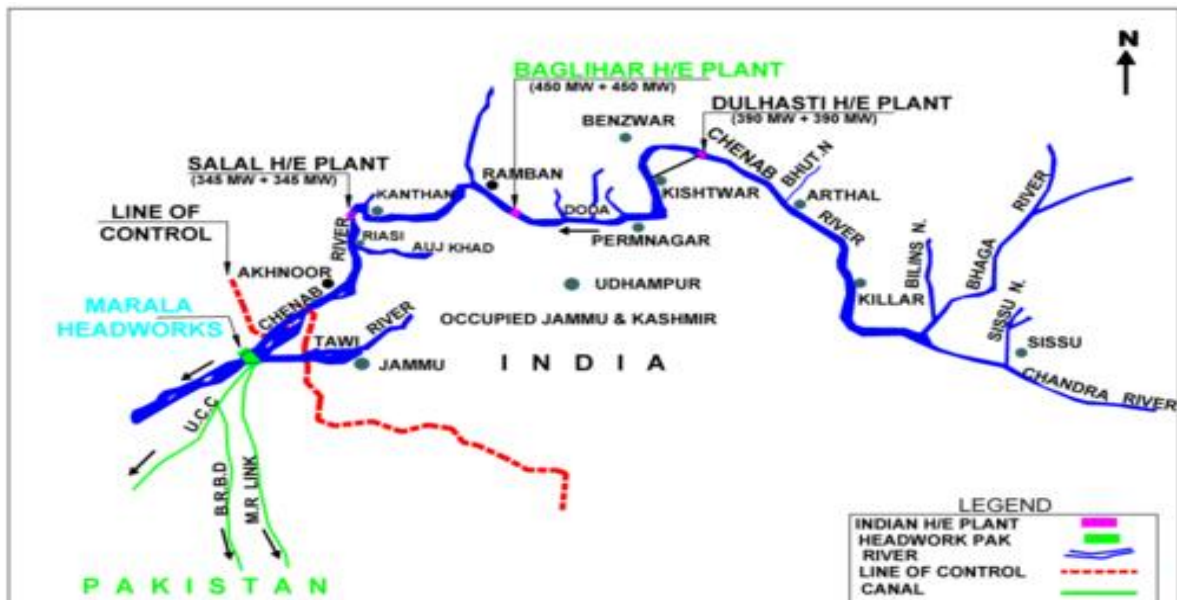 N
BAGLIHAR H/E PLANT
(450 MW + 450 MW)
DULHASTI H/E PLANT
(390 MW + 390 MW)
BENZWAR
CHENAB
BHUT.N
SALAL H/E PLANT
(345 MW + 345 MW)
RAMBAN
KANTHAN
KISHTWAR
ARTHAL
RIVER
LINE OF
CONTROL
DODA
PERMNAGAR
RIVER
RIASI
AUJ KHAD
RIVER
BILINS N.
BHAGA
AKHNOOR
UDHAMPUR
KILLAR
SISSU N.
MARALA
HEADWORKS
CHENAB
OCCUPIED JAMMU & KASHMIR
SISSU
TAWI
RIVER
JAMMU
I N D I A
CHANDRA RIVER
U.C.C
B.R.B.D
M.R LINK
P A K I S T A N
LEGEND
INDIAN H/E PLANT
HEADWORK PAK
RIVER
LINE OF CONTROL
CANAL